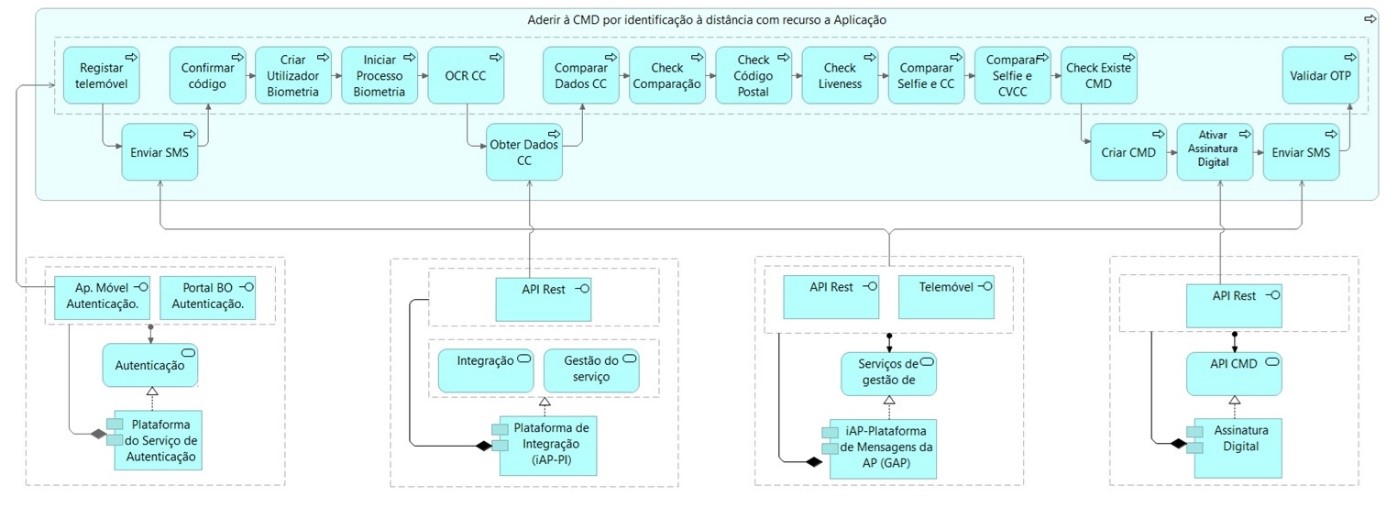 Aderir à CMD por identificação à distância com recurso a Aplicação
Registar
telemóvel
Confirmar
código
Criar
Utilizador
Biometria
Iniciar
Processo
Biometria
OCR CC
Comparar
Dados CC
Check
Comparação
Check
Código
Postal
Check
Liveness
Comparar
Selfie e CC
Comparar
Selfie e
CVCC
Check Existe
CMD
Validar OTP
Enviar SMS
Obter Dados
CC
Criar CMD
Ativar
Assinatura
Digital
Enviar SMS
Ap. Móvel
Autenticação.
Portal BO
Autenticação.
Autenticação
Plataforma
do Serviço de
Autenticação
API Rest
Integração
Gestão do
serviço
Plataforma de
Integração
(iAP-PI)
API Rest
Telemóvel
Serviços de
gestão de
iAP-Plataforma
de Mensagens da
AP (GAP)
API Rest
API CMD
Assinatura
Digital